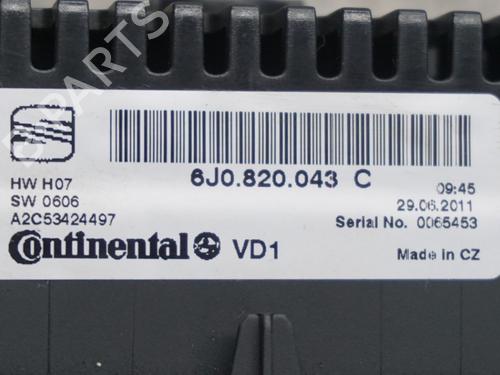 B-PARTS
6J0.820.043 C
HW H07
09:45
SW 0606
29.06.2011
A2C53424497
Serial No. 0065453
Continental VD1
Made in CZ